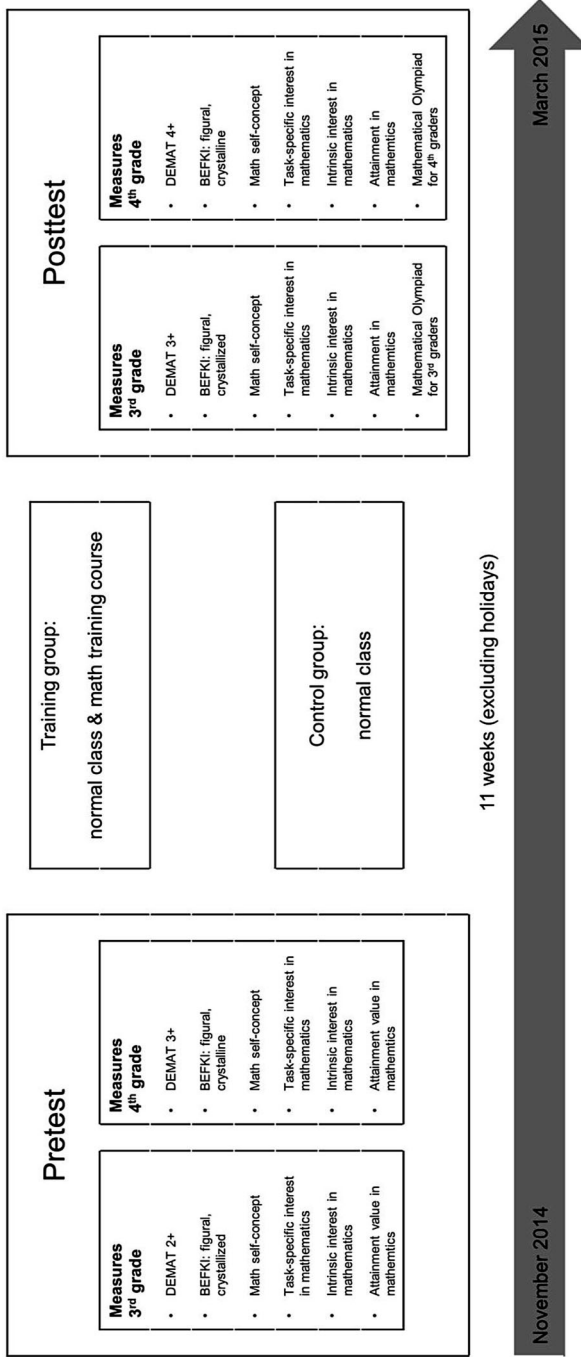 Pretest
Measures
3rd grade
• DEMAT 2+
• BEFKI: figural,
crystallized
• Math self-concept
• Task-specific interest
in mathematics
• Intrinsic interest in
mathematics
• Attainment value in
mathemtics
Measures
4th grade
• DEMAT 3+
• BEFKI: figural,
crystalline
• Math self-concept
• Task-specific interest in
mathematics
• Intrinsic interest in
mathematics
• Attainment value in
mathemtics
Training group:
normal class & math training course
Control group:
normal class
Posttest
Measures
3rd grade
• DEMAT 3+
• BEFKI: figural,
crystallized
• Math self-concept
• Task-specific interest in
mathematics
• Intrinsic interest in
mathematics
• Attainment in
mathemtics
• Mathematical Olympiad
for 3rd graders
Measures
4th grade
• DEMAT 4+
• BEFKI: figural,
crystalline
• Math self-concept
• Task-specific interest in
mathematics
• Intrinsic interest in
mathematics
• Attainment in
mathemtics
• Mathematical Olympiad
for 4th graders
11 weeks (excluding holidays)
November 2014
March 2015